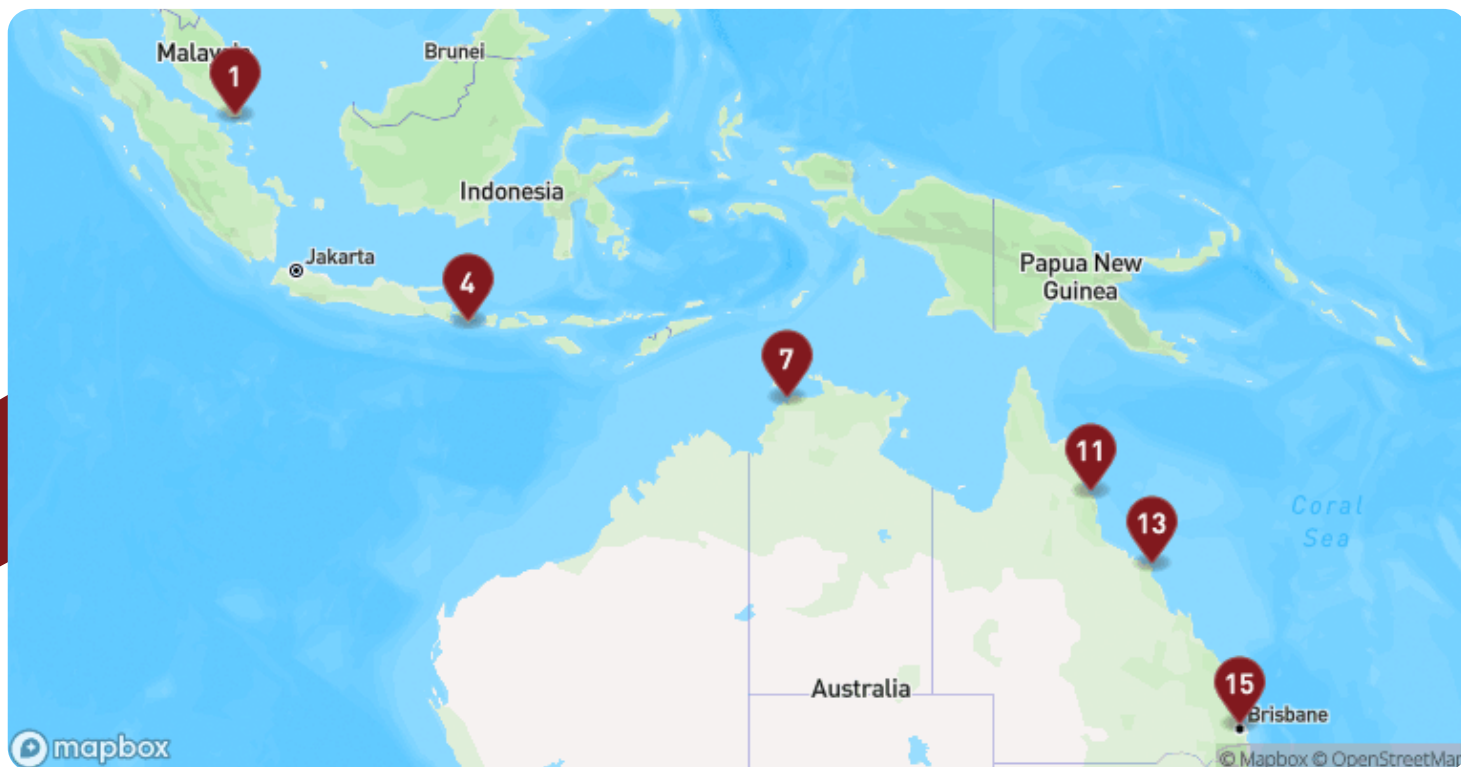 Brunei
1
Indonesia
Jakarta
4
Papua New
Guinea
7
11
13
Coral
Sea
Australia
15
Brisbane
mapbox
© Mapbox © OpenStreetMap